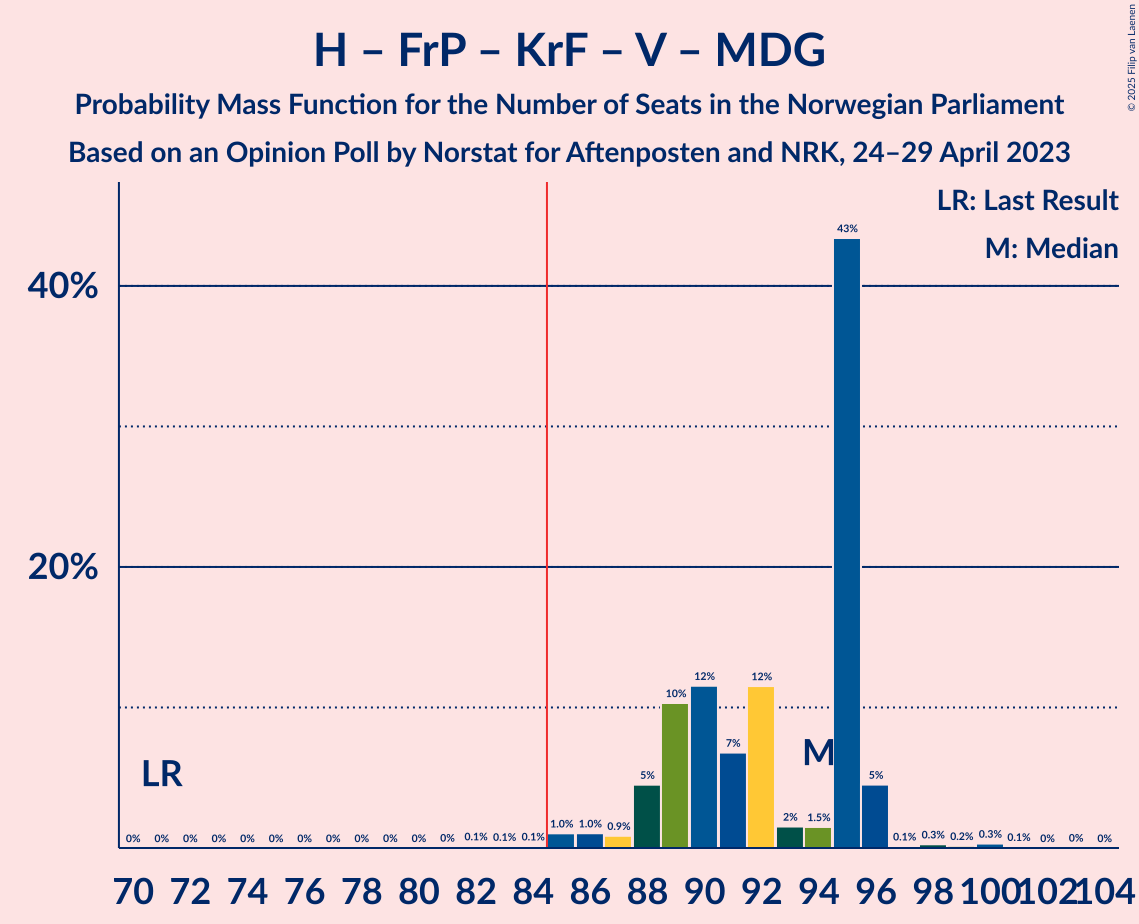 H – FrP – KrF – V – MDG
Probability Mass Function for the Number of Seats in the Norwegian Parliament
Based on an Opinion Poll by Norstat for Aftenposten and NRK, 24–29 April 2023
© 2025 Filip van Laenen
LR: Last Result
M: Median
43%
40%
20%
12% 12%
10%
7%
M
LR
5% 5%
2% 1.5%
1.0% 1.0% 0.9%
0% 0% 0% 0% 0% 0% 0% 0% 0% 0% 0% 0% 0.1% 0.1% 0.1% 0.1% 0.3% 0.2% 0.3% 0.1% 0% 0% 0%
70 72 74 76 78 80 82 84 86 88 90 92 94 96 98 100 102 104